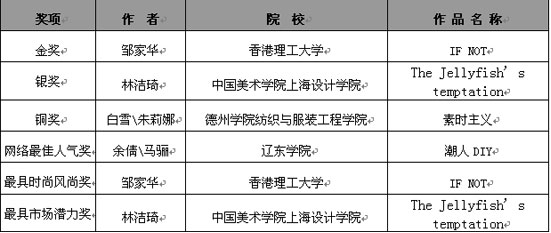 奖项 作 者 院 校 作 品 名 称
金奖 邹家华 香港理工大学 IF NOT
银奖 林洁琦 中国美术学院上海设计学院 The Jellyfish's temptation
铜奖 白雪\朱莉娜 德州学院纺织与服装工程学院 素时主义
网络最佳人气奖 余倩\马骊 辽东学院 潮人 DIY
最具时尚风尚奖 邹家华 香港理工大学 IF NOT
最具市场潜力奖 林洁琦 中国美术学院上海设计学院 The Jellyfish's temptation